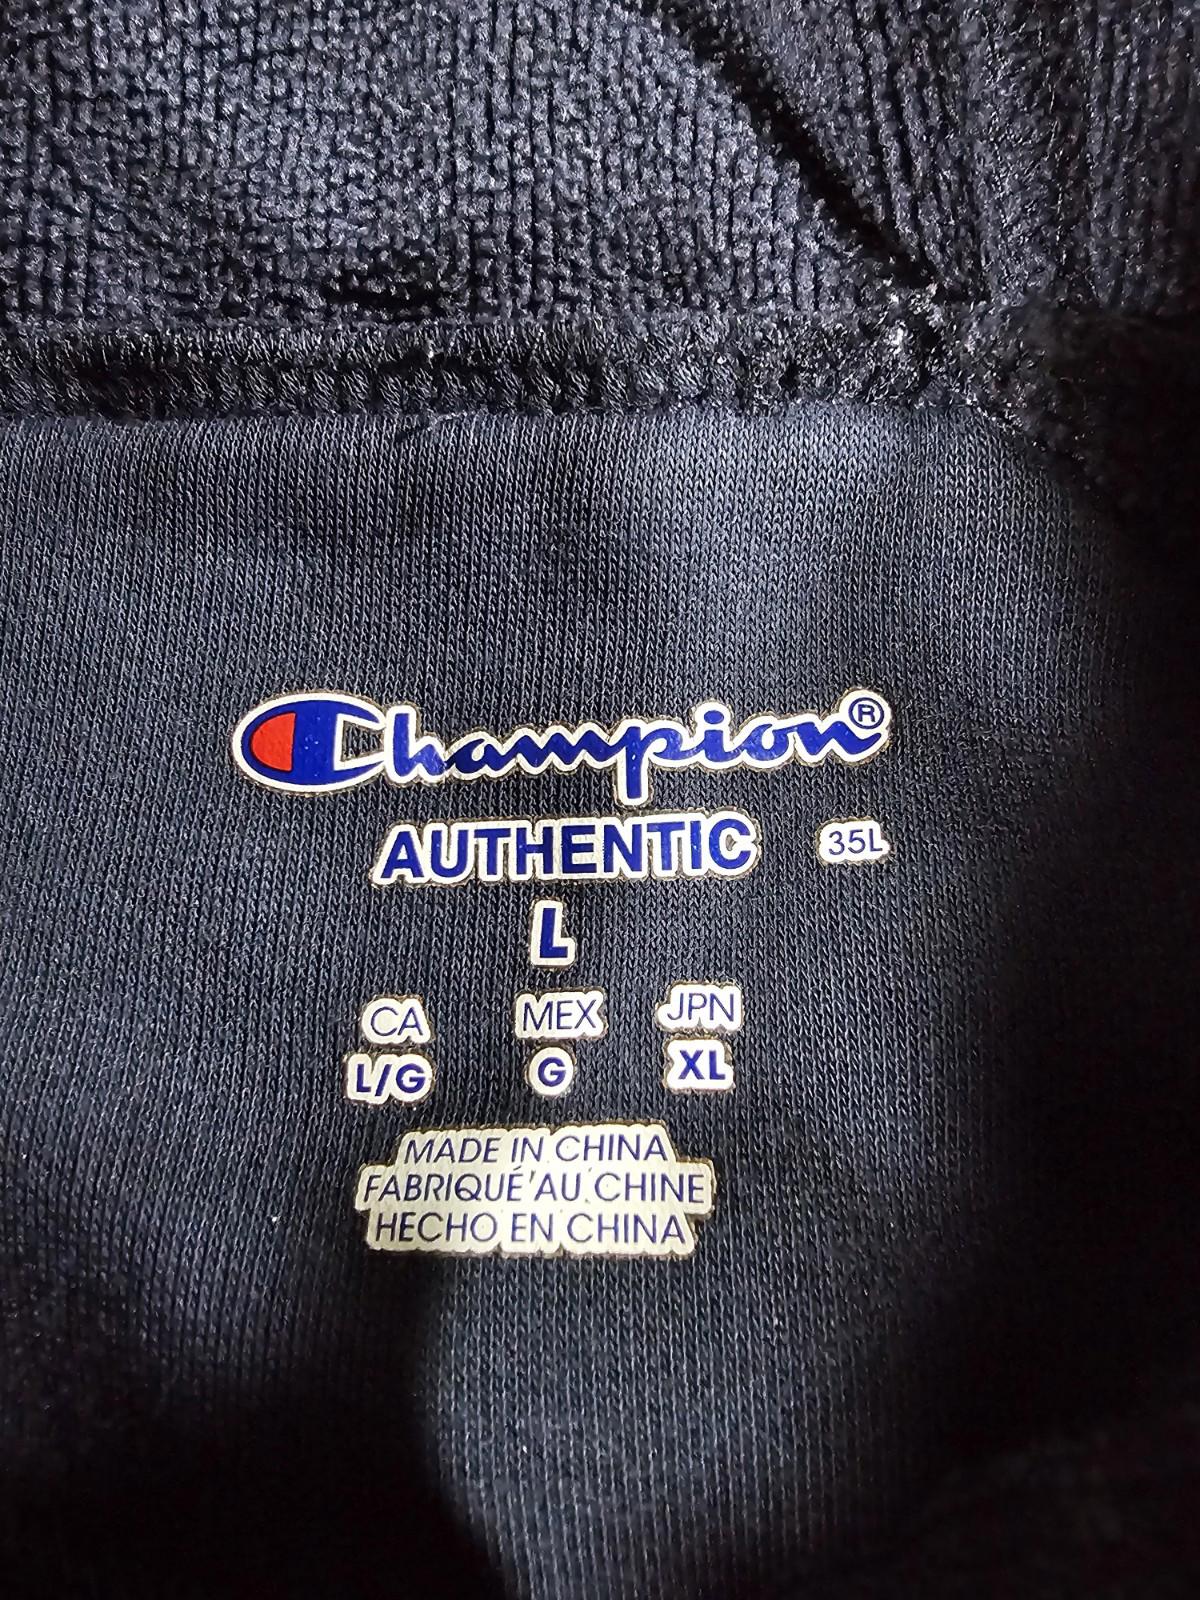 Champion®
AUTHENTIC 35L
L
CA MEX JPN
L/G G XL
MADE IN CHINA
FABRIQUÉ AU CHINE
HECHO EN CHINA